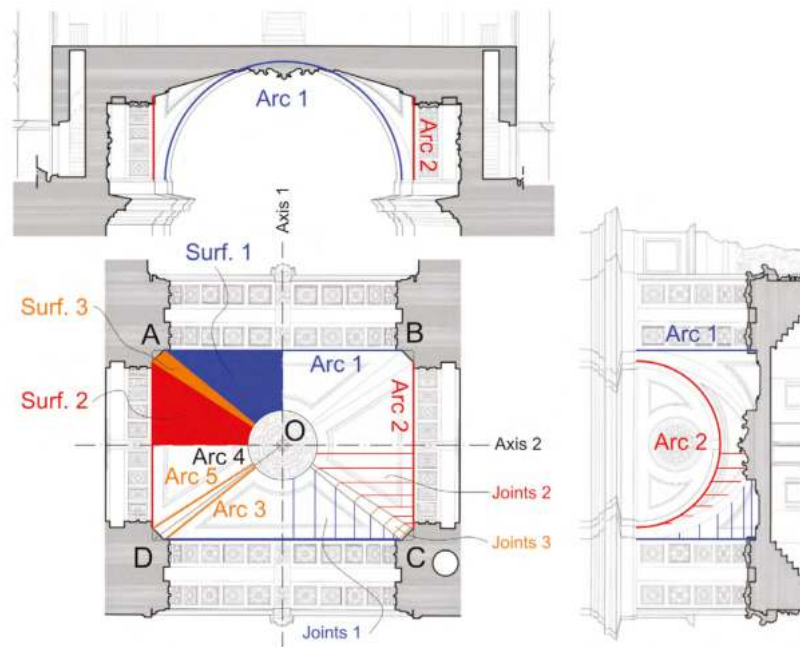 Arc 1
Arc 2
Axis 1
Surf. 1
Surf. 3
A
B
Arc 1
Arc 1
Surf. 2
Arc 2
O
Arc 4
Axis 2
Arc 2
Arc 5
Arc 3
Joints 2
Joints 3
D
C
Joints 1